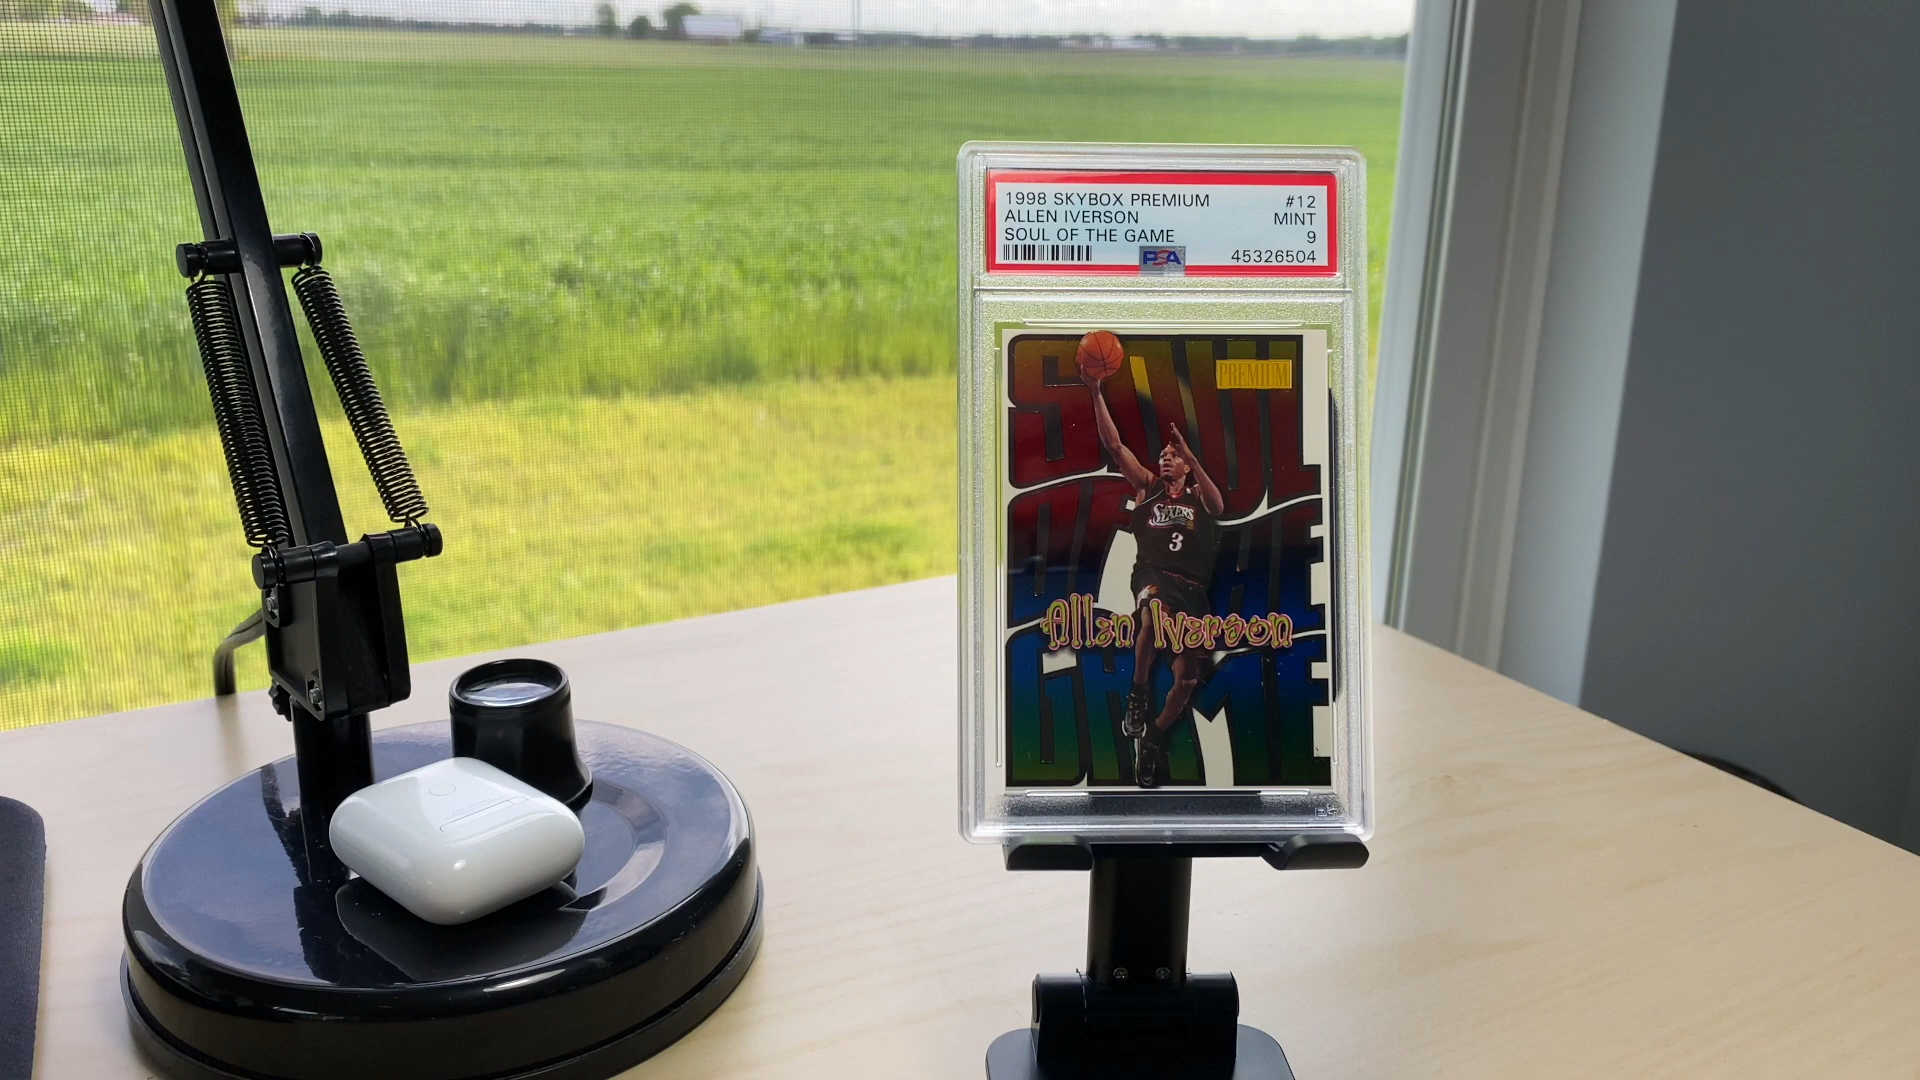 1998 SKYBOX PREMIUM #12
ALLEN IVERSON MINT
SOUL OF THE GAME 9
PSA 45326504
SOUL
PREMIUM
OF THE
SIXERS
3
Allen Iverson
GAME